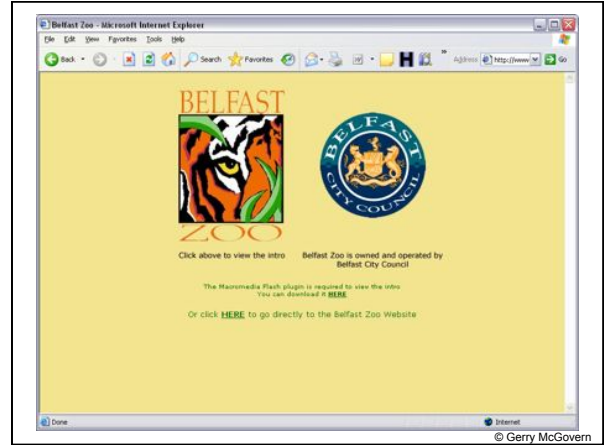 Belfast Zoo - Microsoft Internet Explorer
File Edit View Favorites Tools Help
Back Search Favorites Address http://www Go
BELFAST
ZOO
BELFAST
CITY COUNCIL
Click above to view the intro
Belfast Zoo is owned and operated by
Belfast City Council
The Macromedia Flash plugin is required to view the intro
You can download it HERE
Or click HERE to go directly to the Belfast Zoo Website
Done Internet
© Gerry McGovern